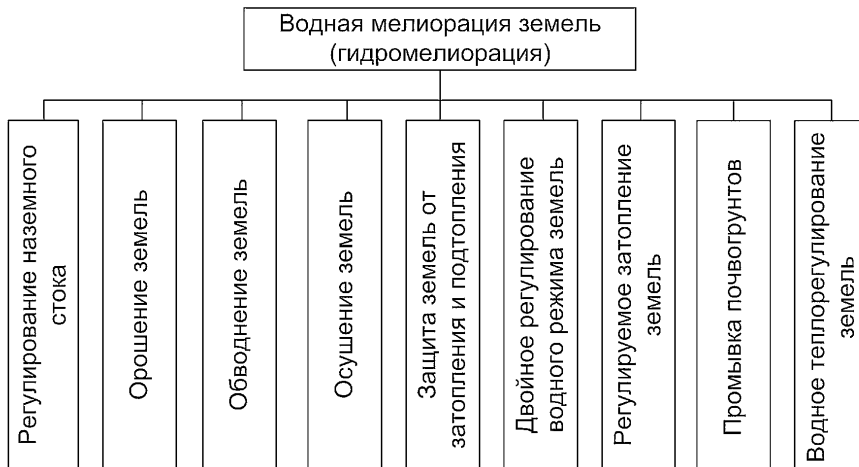 Водная мелиорация земель
(гидромелиорация)
Регулирование наземного
стока
Орошение земель
Обводнение земель
Осушение земель
Защита земель от
затопления и подтопления
Двойное регулирование
водного режима земель
Регулируемое затопление
земель
Промывка почвогрунтов
Водное теплорегулирование
земель